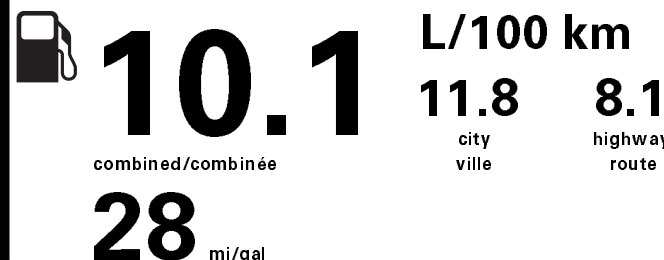 10.1
L/100 km
11.8 8.1
city highway
ville route
combined/combinée
28 mi/gal